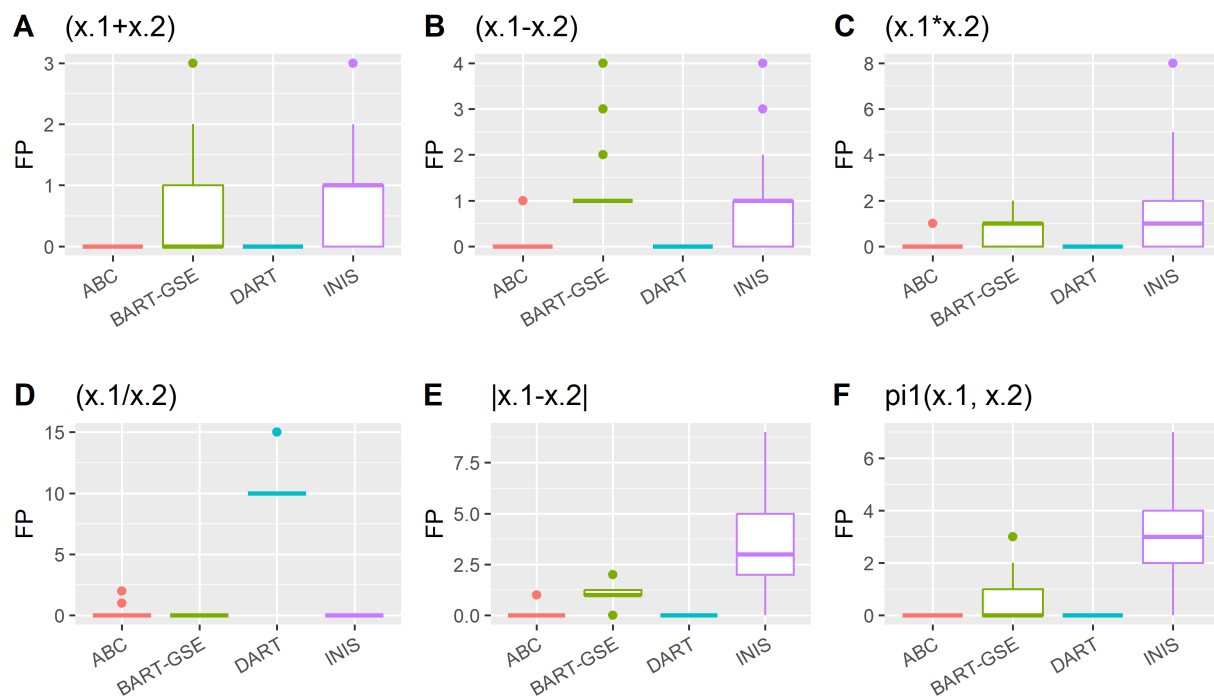 A (x.1+x.2)
3
2
1
0
FP
ABC BART-GSE DART INIS
B (x.1-x.2)
4
3
2
1
0
FP
ABC BART-GSE DART INIS
C (x.1*x.2)
8
6
4
2
0
FP
ABC BART-GSE DART INIS
D (x.1/x.2)
15
10
5
0
FP
ABC BART-GSE DART INIS
E |x.1-x.2|
7.5
5.0
2.5
0.0
FP
ABC BART-GSE DART INIS
F pi1(x.1, x.2)
6
4
2
0
FP
ABC BART-GSE DART INIS